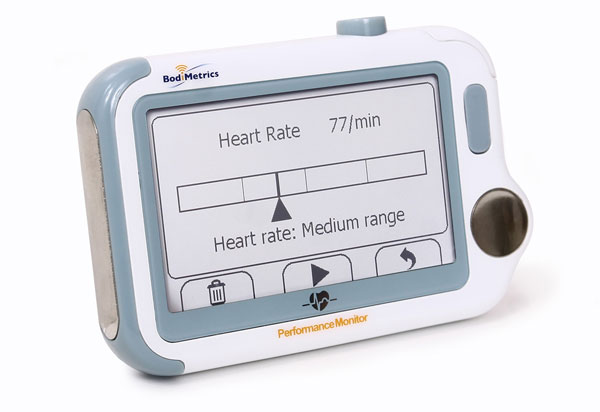 BodiMetrics
Heart Rate 77/min
Heart rate: Medium range
PerformanceMonitor